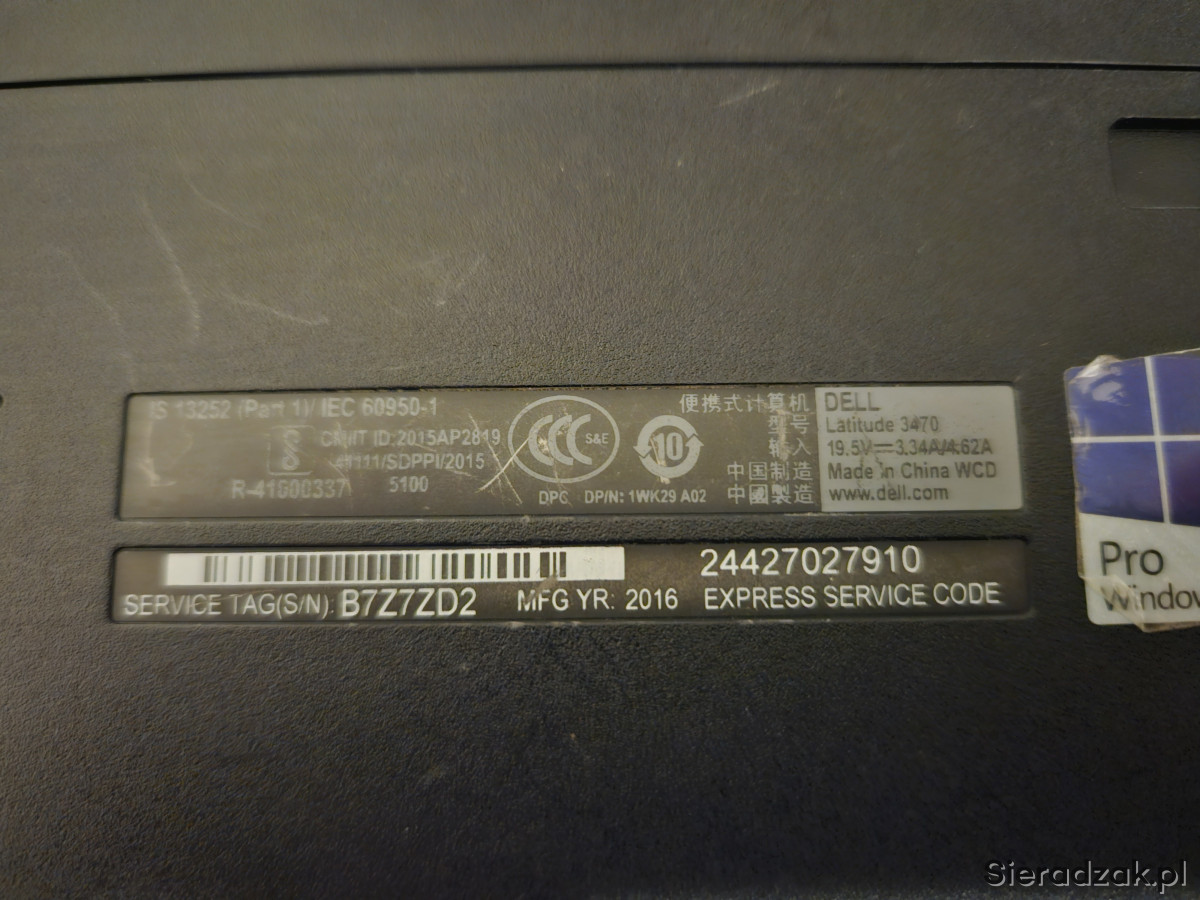 IS 13252 (Part 1)/ IEC 60950-1
CMIIT ID:2015AP2819
41111/SDPPI/2015
R-41000337 5100
S&E
10
DPC DP/N: 1WK29 A02
便携式计算机
型号
输入
中国制造
中國製造
DELL
Latitude 3470
19.5V⎓3.34A/4.62A
Made in China WCD
www.dell.com
24427027910
SERVICE TAG(S/N): B7Z7ZD2 MFG YR: 2016 EXPRESS SERVICE CODE
Pro
Sieradzak.pl